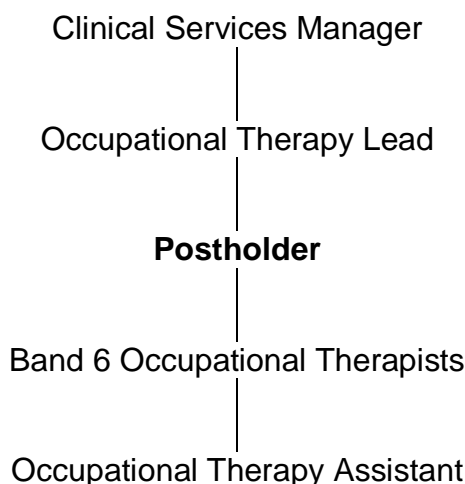 Clinical Services Manager
Occupational Therapy Lead
Postholder
Band 6 Occupational Therapists
Occupational Therapy Assistant